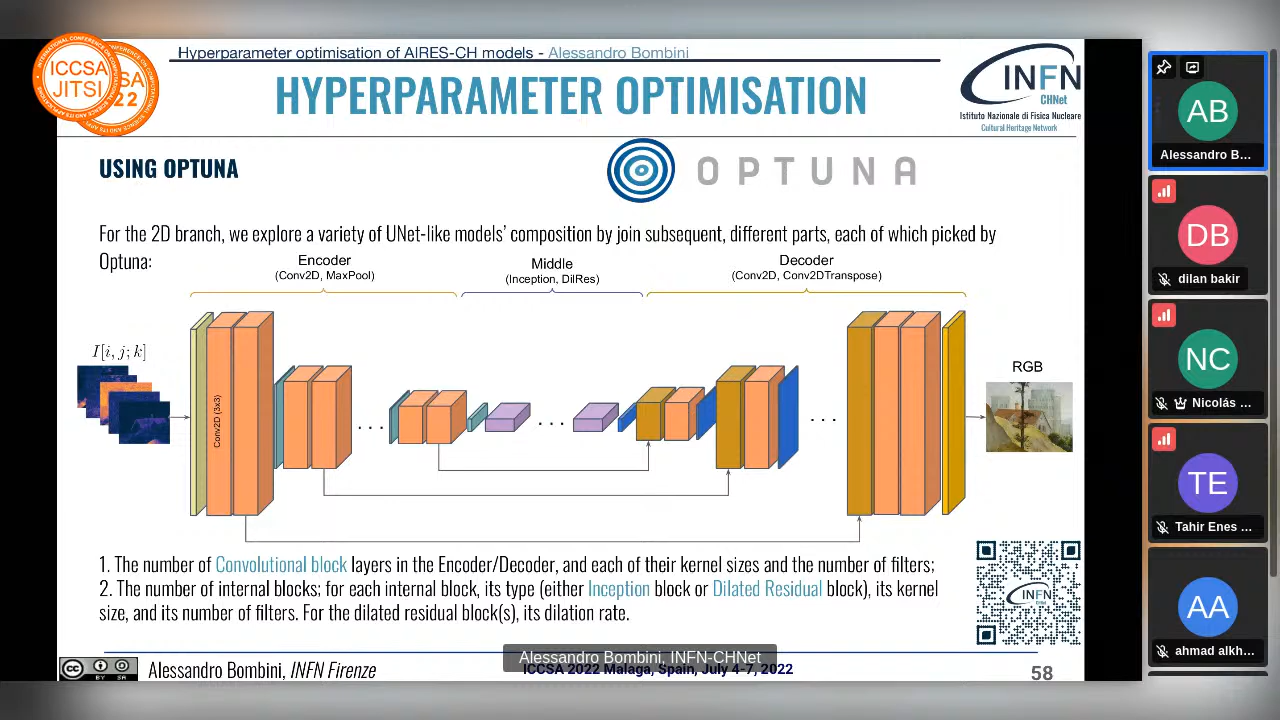 Hyperparameter optimisation of AIRES-CH models - Alessandro Bombini
ICCSA
JITSI
HYPERPARAMETER OPTIMISATION
INFN
CHNet
Istituto Nazionale di Fisica Nucleare
Cultural Heritage Network
USING OPTUNA
OPTUNA
For the 2D branch, we explore a variety of UNet-like models' composition by join subsequent, different parts, each of which picked by
Optuna:
Encoder
(Conv2D, MaxPool)
Middle
(Inception, DilRes)
Decoder
(Conv2D, Conv2DTranspose)
I[i, j; k]
Conv2D (3x3)
. . .
. . .
. . .
RGB
1. The number of Convolutional block layers in the Encoder/Decoder, and each of their kernel sizes and the number of filters;
2. The number of internal blocks; for each internal block, its type (either Inception block or Dilated Residual block), its kernel
size, and its number of filters. For the dilated residual block(s), its dilation rate.
INFN
CC BY SA
Alessandro Bombini, INFN Firenze
Alessandro Bombini, INFN-CHNet
ICCSA 2022 Malaga, Spain, July 4-7, 2022
58
AB
Alessandro B...
DB
dilan bakir
NC
Nicolás ...
TE
Tahir Enes ...
AA
ahmad alkh...